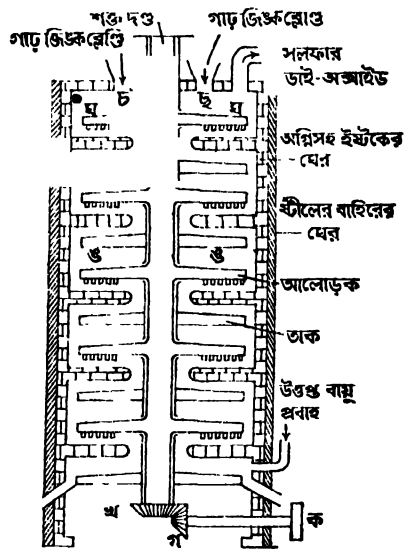 শক্ত দণ্ড
গাঢ় জিঙ্কব্লেণ্ডি
গাঢ় জিঙ্কব্লেণ্ড
চ
ছ
ঘ
ঘ
সলফার
ডাই-অক্সাইড
অগ্নিসহ ইষ্টকের
ঘের
ষ্টীলের বাহিরের
ঘের
ঙ
ঙ
আলোড়ক
তাক
উত্তপ্ত বায়ু
প্রবাহ
খ
গ
ক